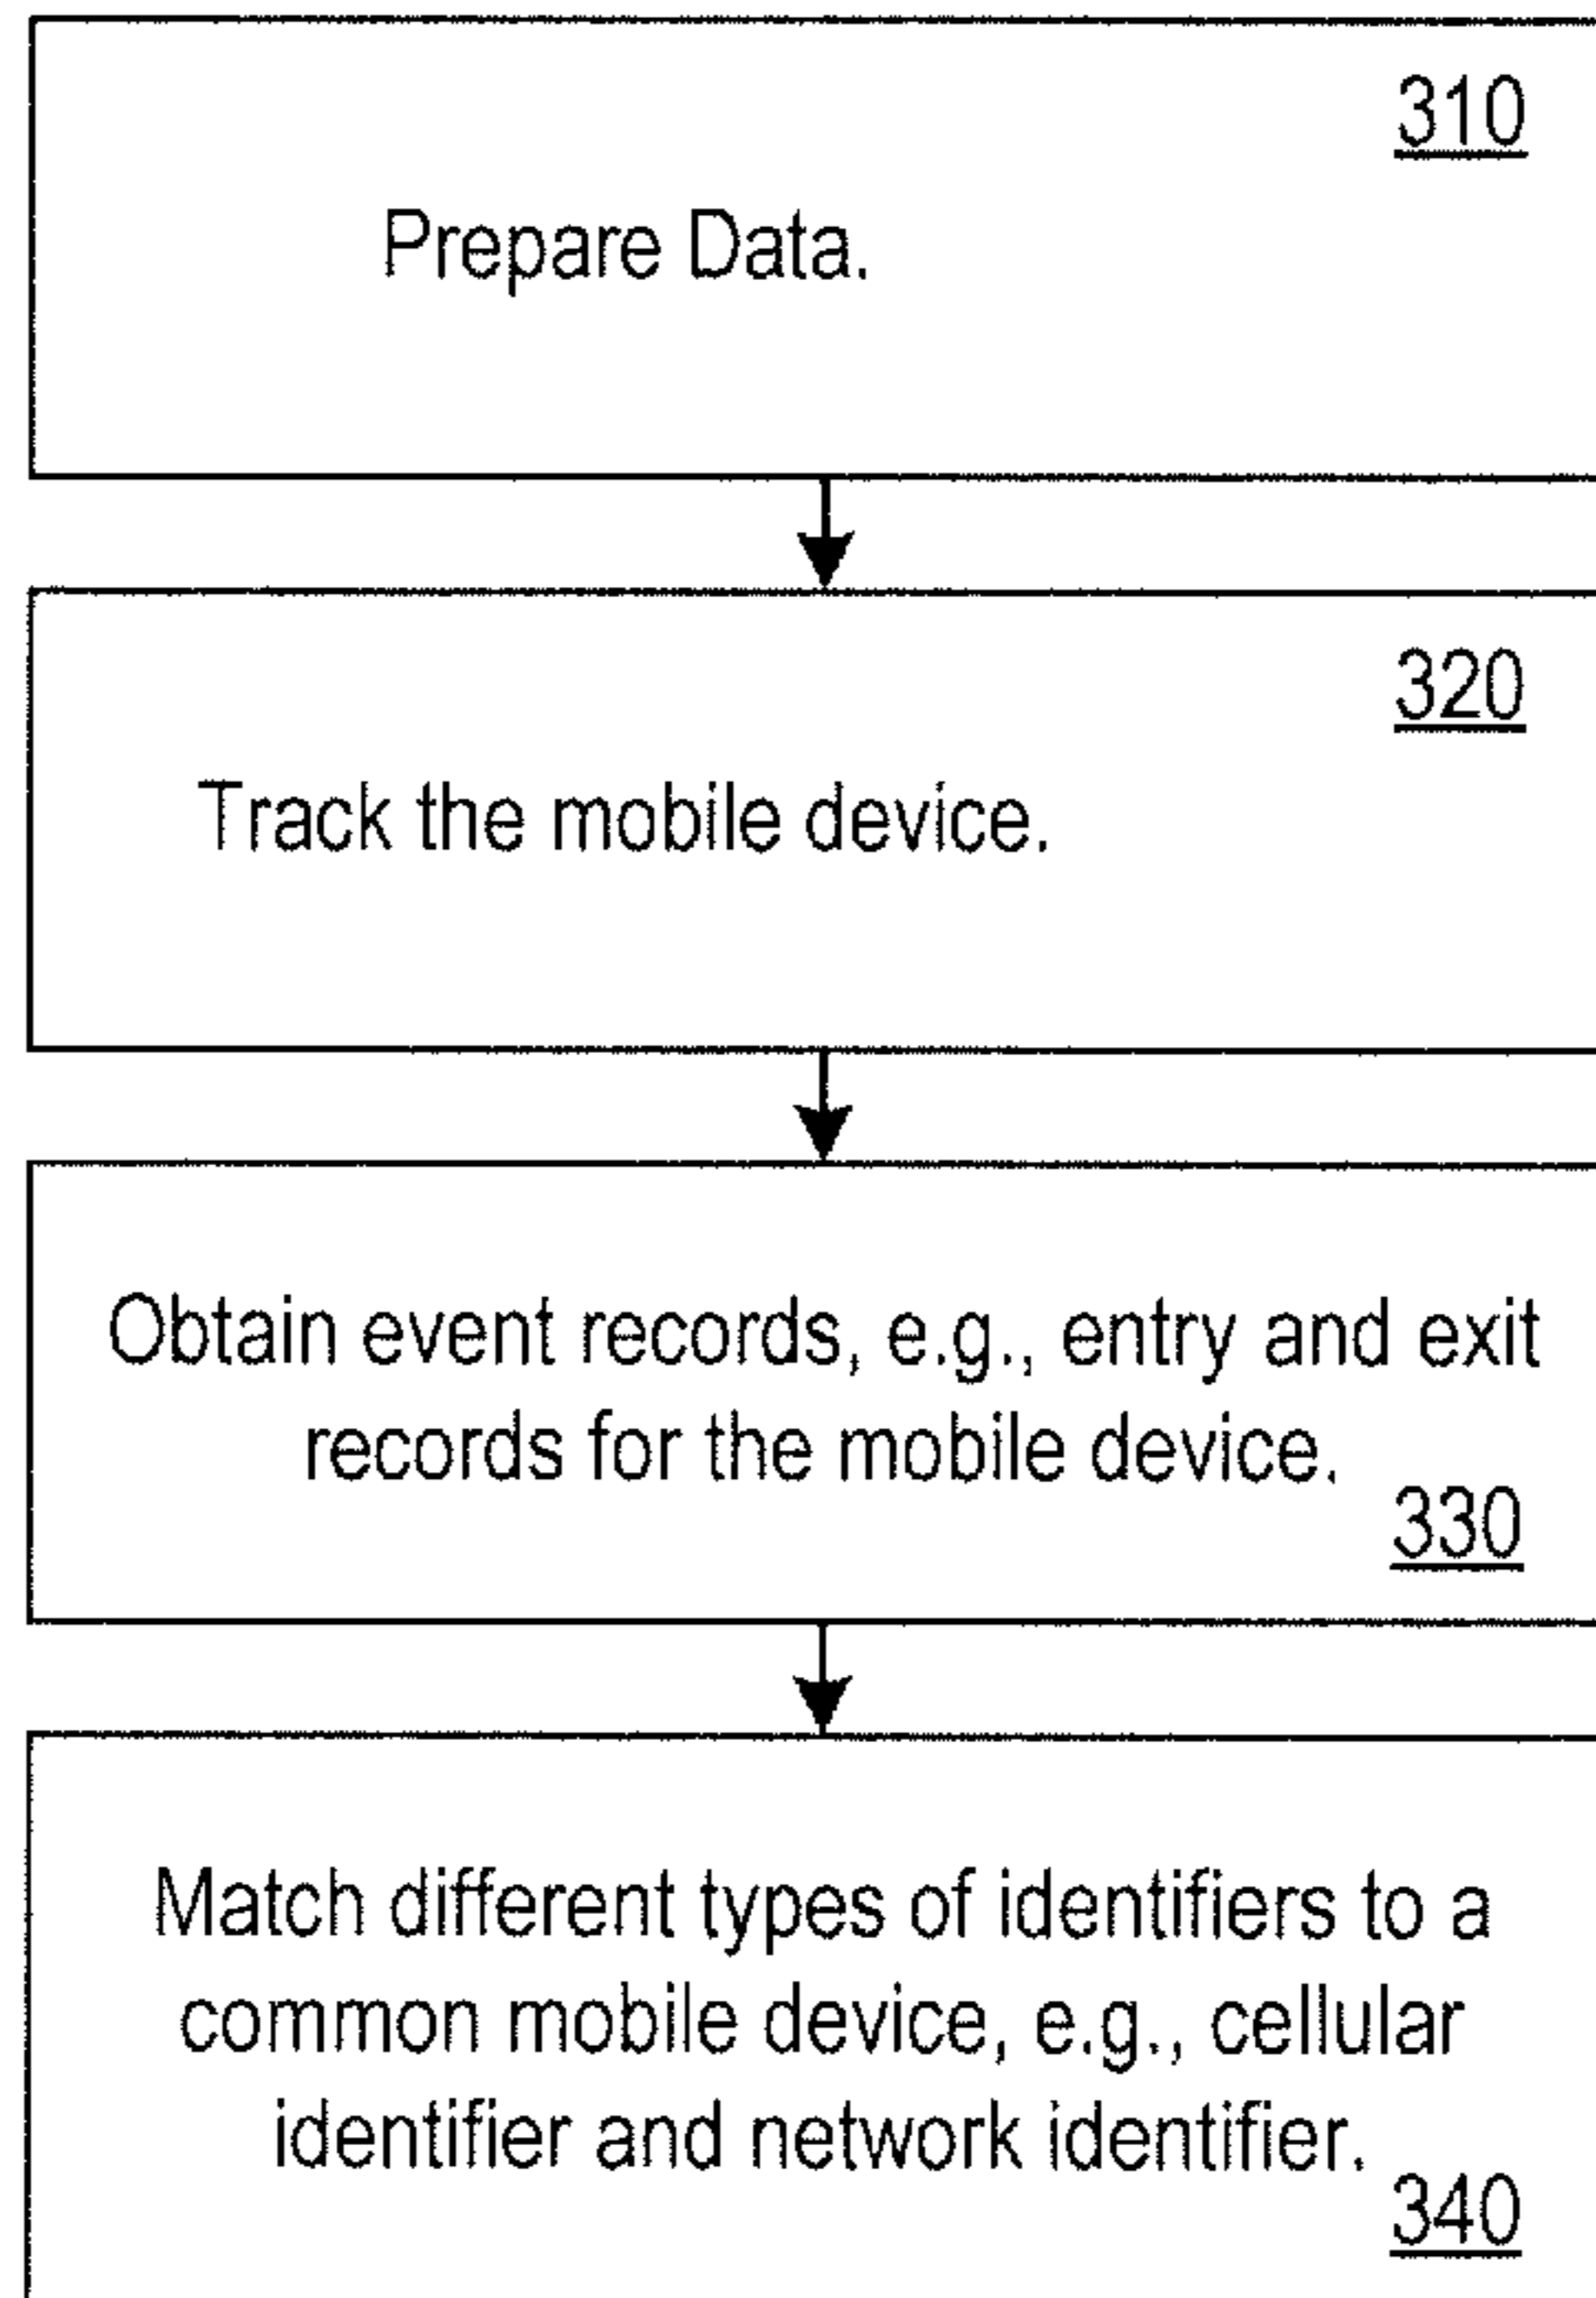 310
Prepare Data.
320
Track the mobile device.
Obtain event records, e.g., entry and exit
records for the mobile device.
330
Match different types of identifiers to a
common mobile device, e.g., cellular
identifier and network identifier.
340